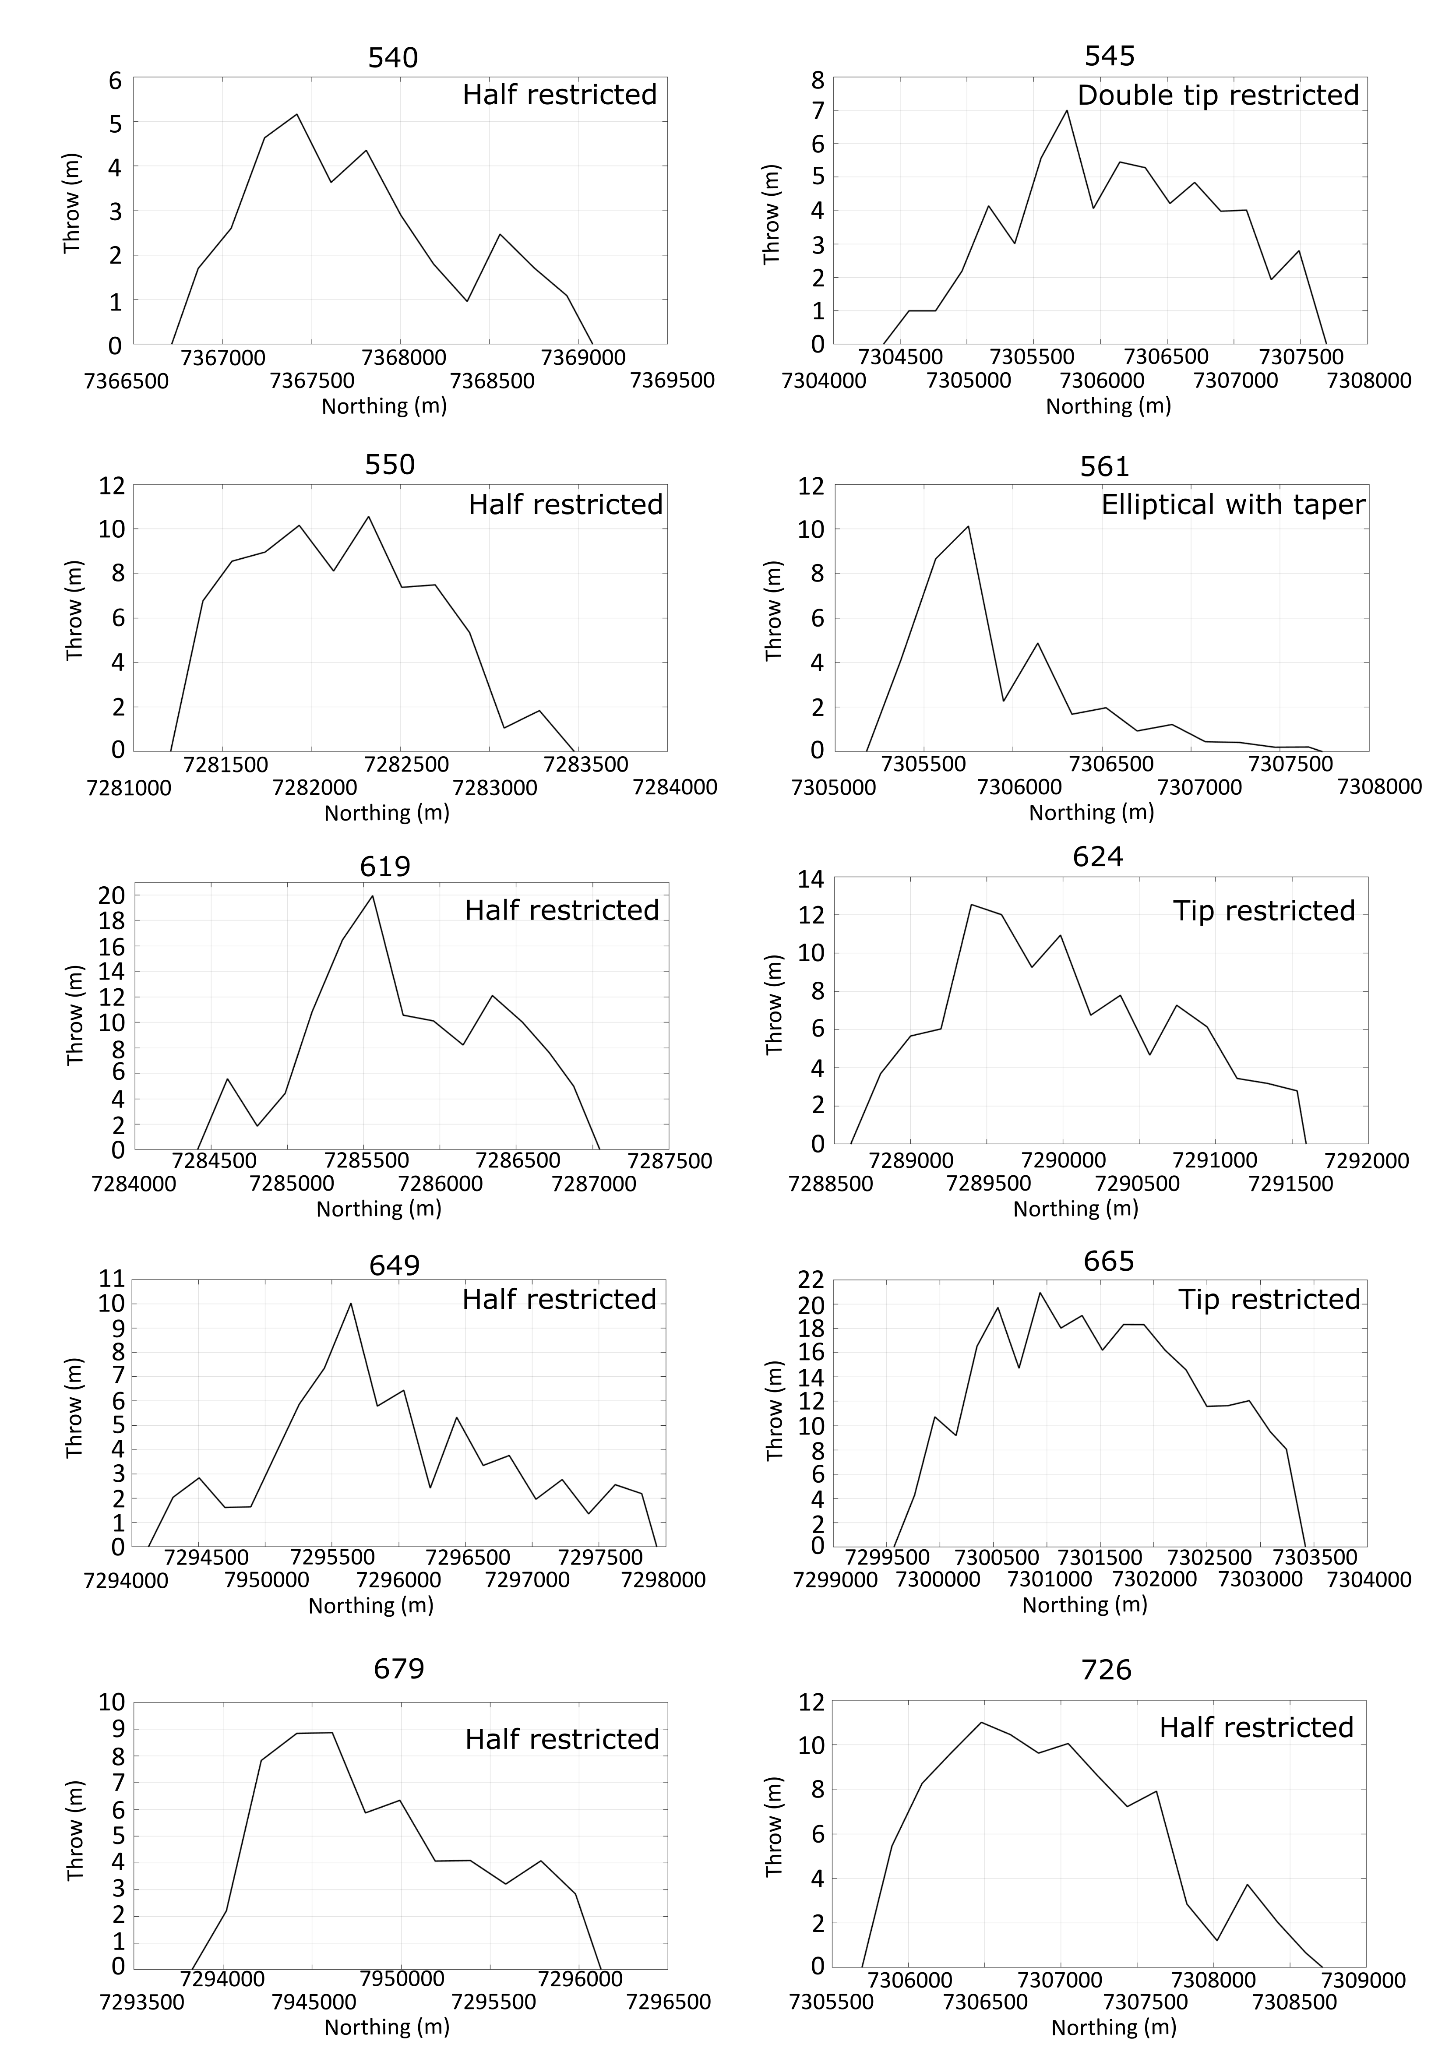 540
Half restricted
Throw (m)
6
5
4
3
2
1
0
7367000 7368000 7369000
7366500 7367500 7368500 7369500
Northing (m)
545
Double tip restricted
Throw (m)
8
7
6
5
4
3
2
1
0
7304500 7305500 7306500 7307500
7304000 7305000 7306000 7307000 7308000
Northing (m)
550
Half restricted
Throw (m)
12
10
8
6
4
2
0
7281500 7282500 7283500
7281000 7282000 7283000 7284000
Northing (m)
561
Elliptical with taper
Throw (m)
12
10
8
6
4
2
0
7305500 7306500 7307500
7305000 7306000 7307000 7308000
Northing (m)
619
Half restricted
Throw (m)
20
18
16
14
12
10
8
6
4
2
0
7284500 7285500 7286500 7287500
7284000 7285000 7286000 7287000
Northing (m)
624
Tip restricted
Throw (m)
14
12
10
8
6
4
2
0
7289000 7290000 7291000 7292000
7288500 7289500 7290500 7291500
Northing (m)
649
Half restricted
Throw (m)
11
10
9
8
7
6
5
4
3
2
1
0
7294500 7295500 7296500 7297500
7294000 7950000 7296000 7297000 7298000
Northing (m)
665
Tip restricted
Throw (m)
22
20
18
16
14
12
10
8
6
4
2
0
7299500 7300500 7301500 7302500 7303500
7299000 7300000 7301000 7302000 7303000 7304000
Northing (m)
679
Half restricted
Throw (m)
10
9
8
7
6
5
4
3
2
1
0
7294000 7950000 7296000
7293500 7945000 7295500 7296500
Northing (m)
726
Half restricted
Throw (m)
12
10
8
6
4
2
0
7306000 7307000 7308000 7309000
7305500 7306500 7307500 7308500
Northing (m)